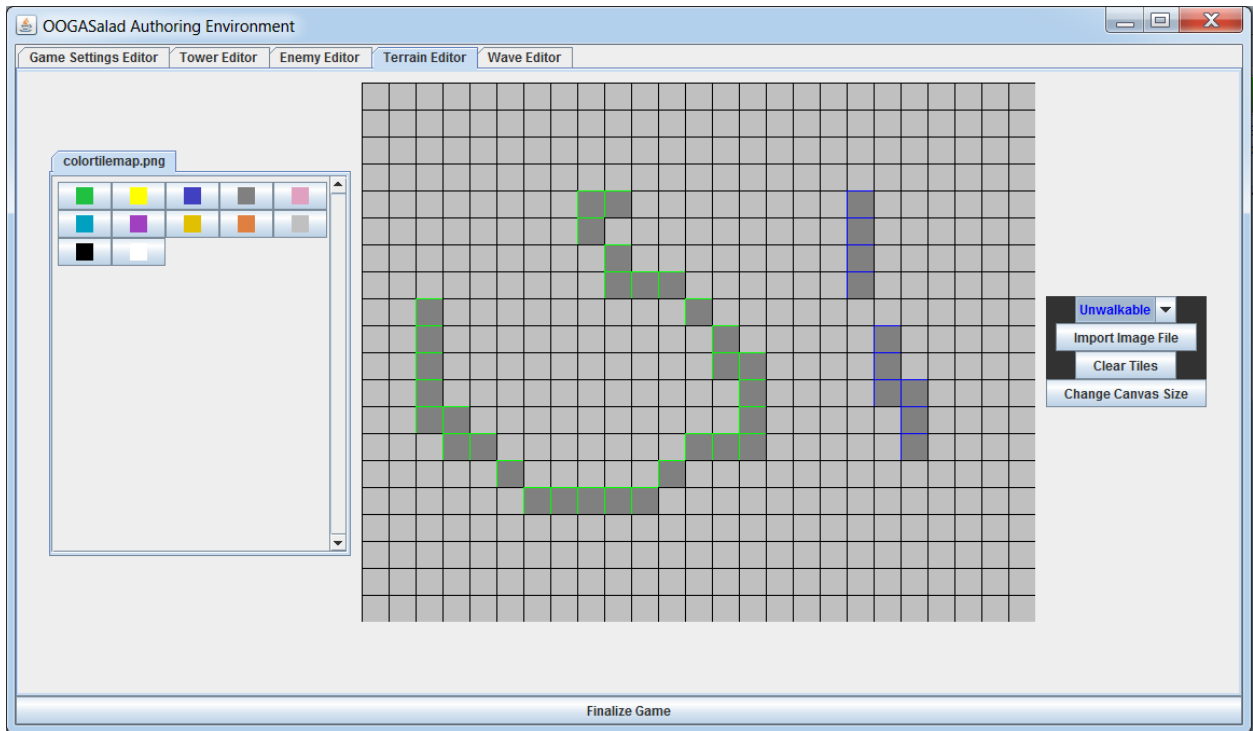 OOGASalad Authoring Environment
Game Settings Editor Tower Editor Enemy Editor Terrain Editor Wave Editor
colortilemap.png
Unwalkable
Import Image File
Clear Tiles
Change Canvas Size
Finalize Game